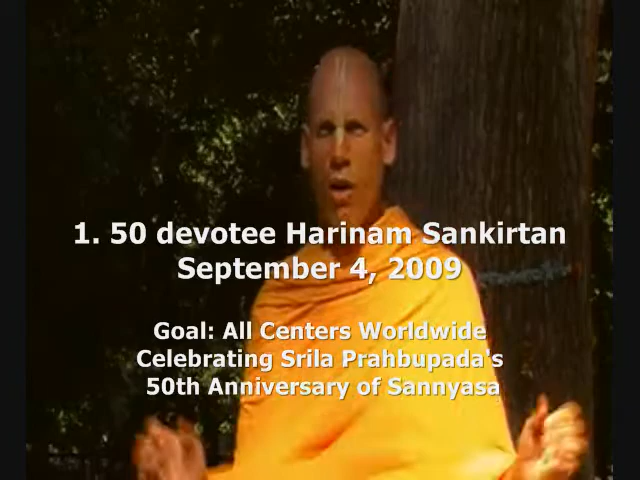 1. 50 devotee Harinam Sankirtan
September 4, 2009
Goal: All Centers Worldwide
Celebrating Srila Prahbupada's
50th Anniversary of Sannyasa